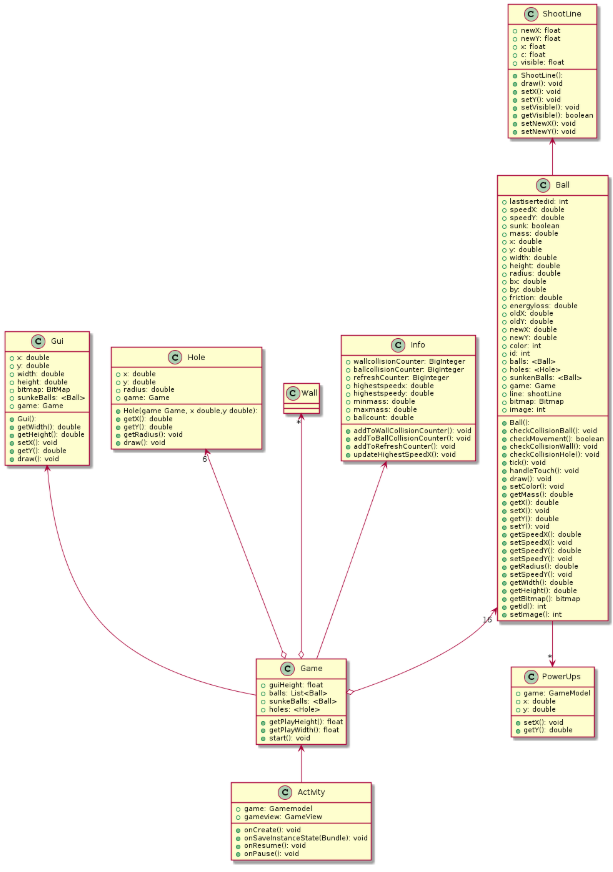 C ShootLine
newX: float
newY: float
x: float
c: float
visible: float
ShootLine():
draw(): void
setX(): void
setY(): void
setVisible(): void
getVisible(): boolean
setNewX(): void
setNewY(): void
C Ball
lastisertedid: int
speedX: double
speedY: double
sunk: boolean
mass: double
x: double
y: double
width: double
height: double
radius: double
bx: double
by: double
friction: double
energyloss: double
oldX: double
oldY: double
newX: double
newY: double
color: int
id: int
balls: <Ball>
holes: <Hole>
sunkenBalls: <Ball>
game: Game
line: shootLine
bitmap: Bitmap
image: int
Ball():
checkCollisionBall(): void
checkMovement(): boolean
checkCollisionWall(): void
checkCollisionHole(): void
tick(): void
handleTouch(): void
draw(): void
setColor(): void
getMass(): double
getX(): double
setX(): void
getY(): double
setY(): void
getSpeedX(): double
setSpeedX(): void
getSpeedY(): double
setSpeedY(): void
getRadius(): double
setSpeedY(): void
getWidth(): double
getHeight(): double
getBitmap(): bitmap
getId(): int
setImage(): int
C Gui
x: double
y: double
width: double
height: double
bitmap: BitMap
sunkeBalls: <Ball>
game: Game
Gui():
getWidth(): double
getHeight(): double
setX(): void
getY(): double
draw(): void
C Hole
x: double
y: double
radius: double
game: Game
Hole(game Game, x double,y double):
getX(): double
getY(): double
getRadius(): void
draw(): void
6
C Wall
*
C Info
wallcollisionCounter: BigInteger
ballcollisionCounter: BigInteger
refreshCounter: BigInteger
highestspeedx: double
highestspeedy: double
minmass: double
maxmass: double
ballcount: double
addToWallCollisionCounter(): void
addToBallCollisionCounter(): void
addToRefreshCounter(): void
updateHighestSpeedX(): void
16
*
C Game
guiHeight: float
balls: List<Ball>
sunkeBalls: <Ball>
holes: <Hole>
getPlayHeight(): float
getPlayWidth(): float
start(): void
C PowerUps
game: GameModel
x: double
y: double
setX(): void
getY(): double
C Activity
game: Gamemodel
gameview: GameView
onCreate(): void
onSaveInstanceState(Bundle): void
onResume(): void
onPause(): void